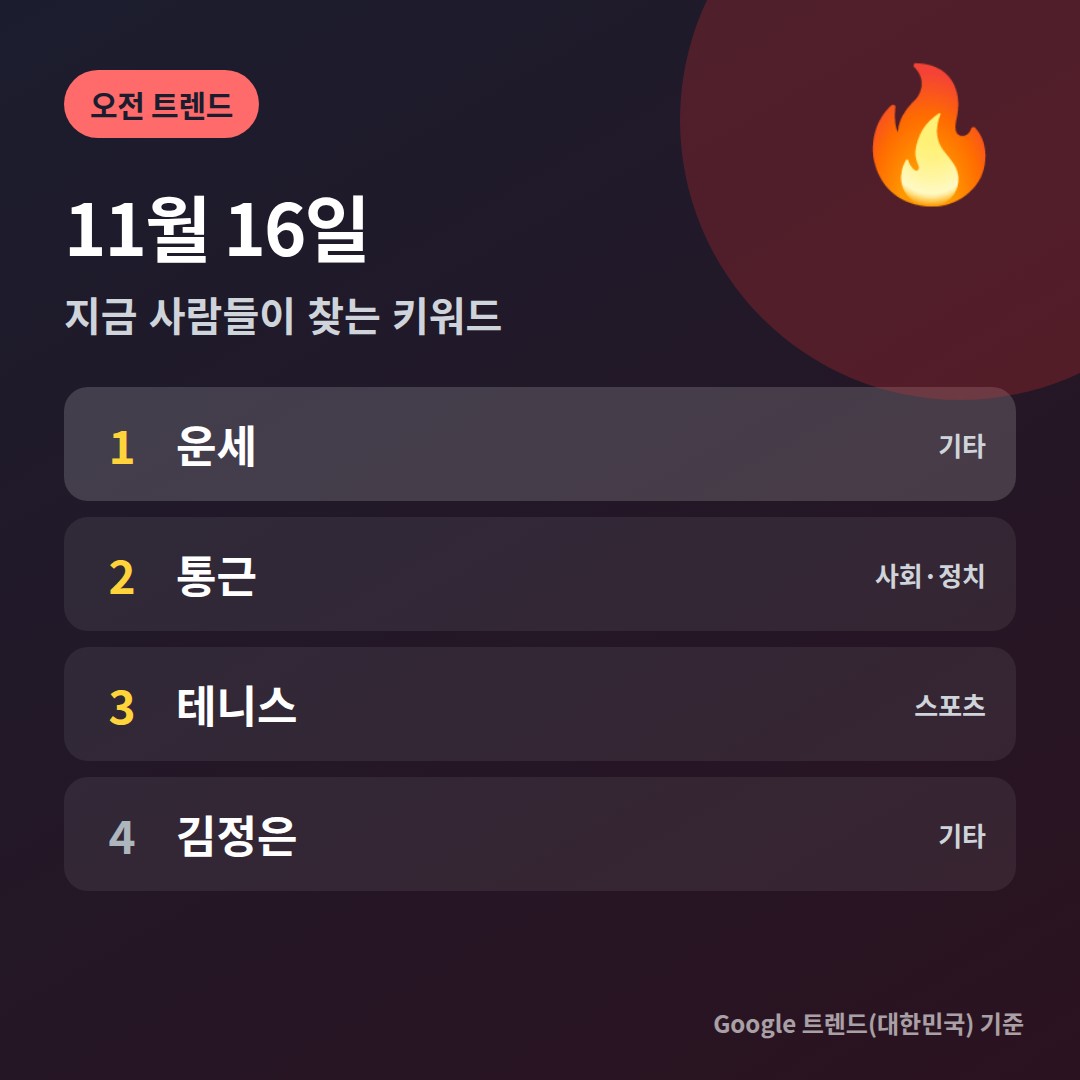 오전 트렌드
11월 16일
지금 사람들이 찾는 키워드
1 운세 기타
2 통근 사회·정치
3 테니스 스포츠
4 김정은 기타
Google 트렌드(대한민국) 기준